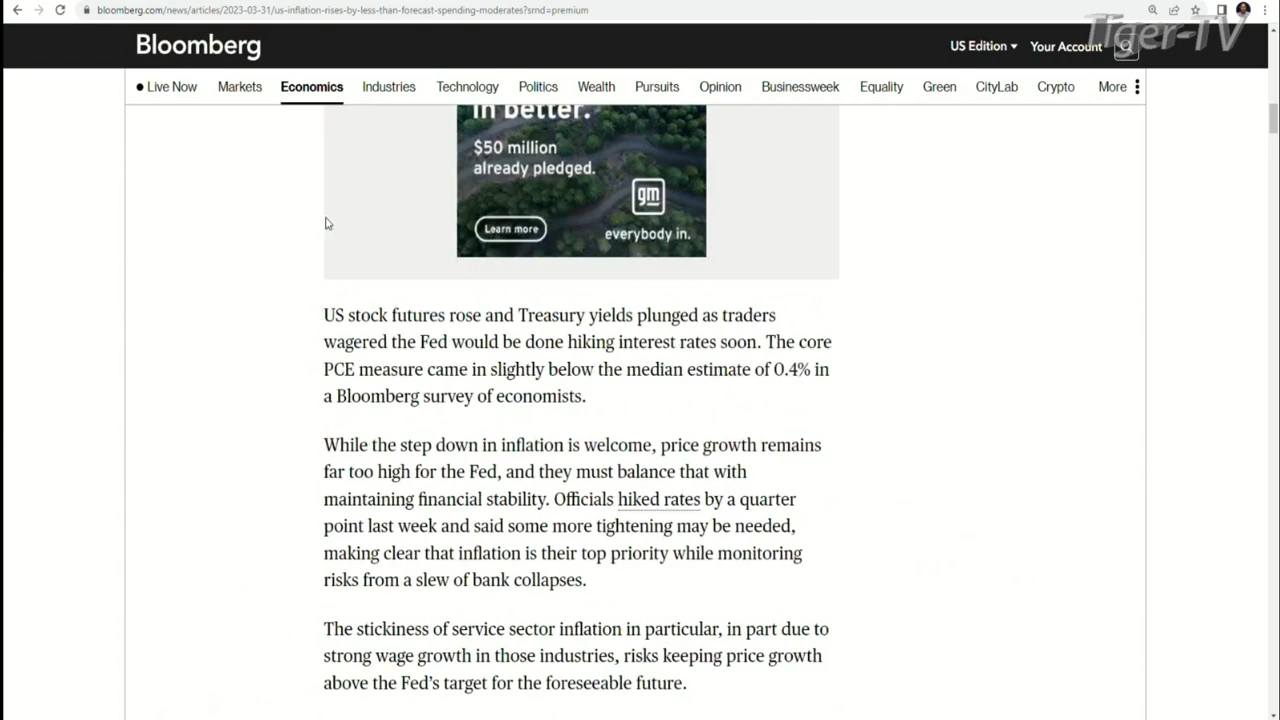 bloomberg.com/news/articles/2023-03-31/us-inflation-rises-by-less-than-forecast-spending-moderates?srnd=premium
Tiger-TV
Bloomberg
US Edition
Your Account
Live Now
Markets
Economics
Industries
Technology
Politics
Wealth
Pursuits
Opinion
Businessweek
Equality
Green
CityLab
Crypto
More
in better.
$50 million
already pledged.
gm
Learn more
everybody in.
US stock futures rose and Treasury yields plunged as traders
wagered the Fed would be done hiking interest rates soon. The core
PCE measure came in slightly below the median estimate of 0.4% in
a Bloomberg survey of economists.
While the step down in inflation is welcome, price growth remains
far too high for the Fed, and they must balance that with
maintaining financial stability. Officials hiked rates by a quarter
point last week and said some more tightening may be needed,
making clear that inflation is their top priority while monitoring
risks from a slew of bank collapses.
The stickiness of service sector inflation in particular, in part due to
strong wage growth in those industries, risks keeping price growth
above the Fed's target for the foreseeable future.